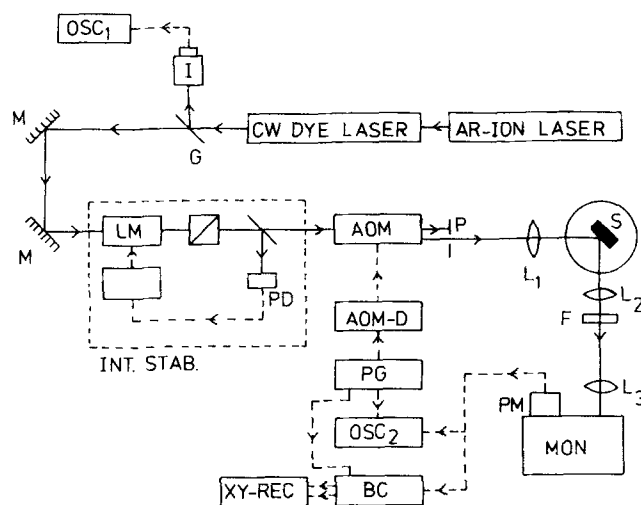 OSC1
I
M
G
CW DYE LASER
AR-ION LASER
LM
AOM
P
S
M
L1
PD
L2
F
AOM-D
INT. STAB.
PG
L3
PM
OSC2
MON
XY-REC
BC